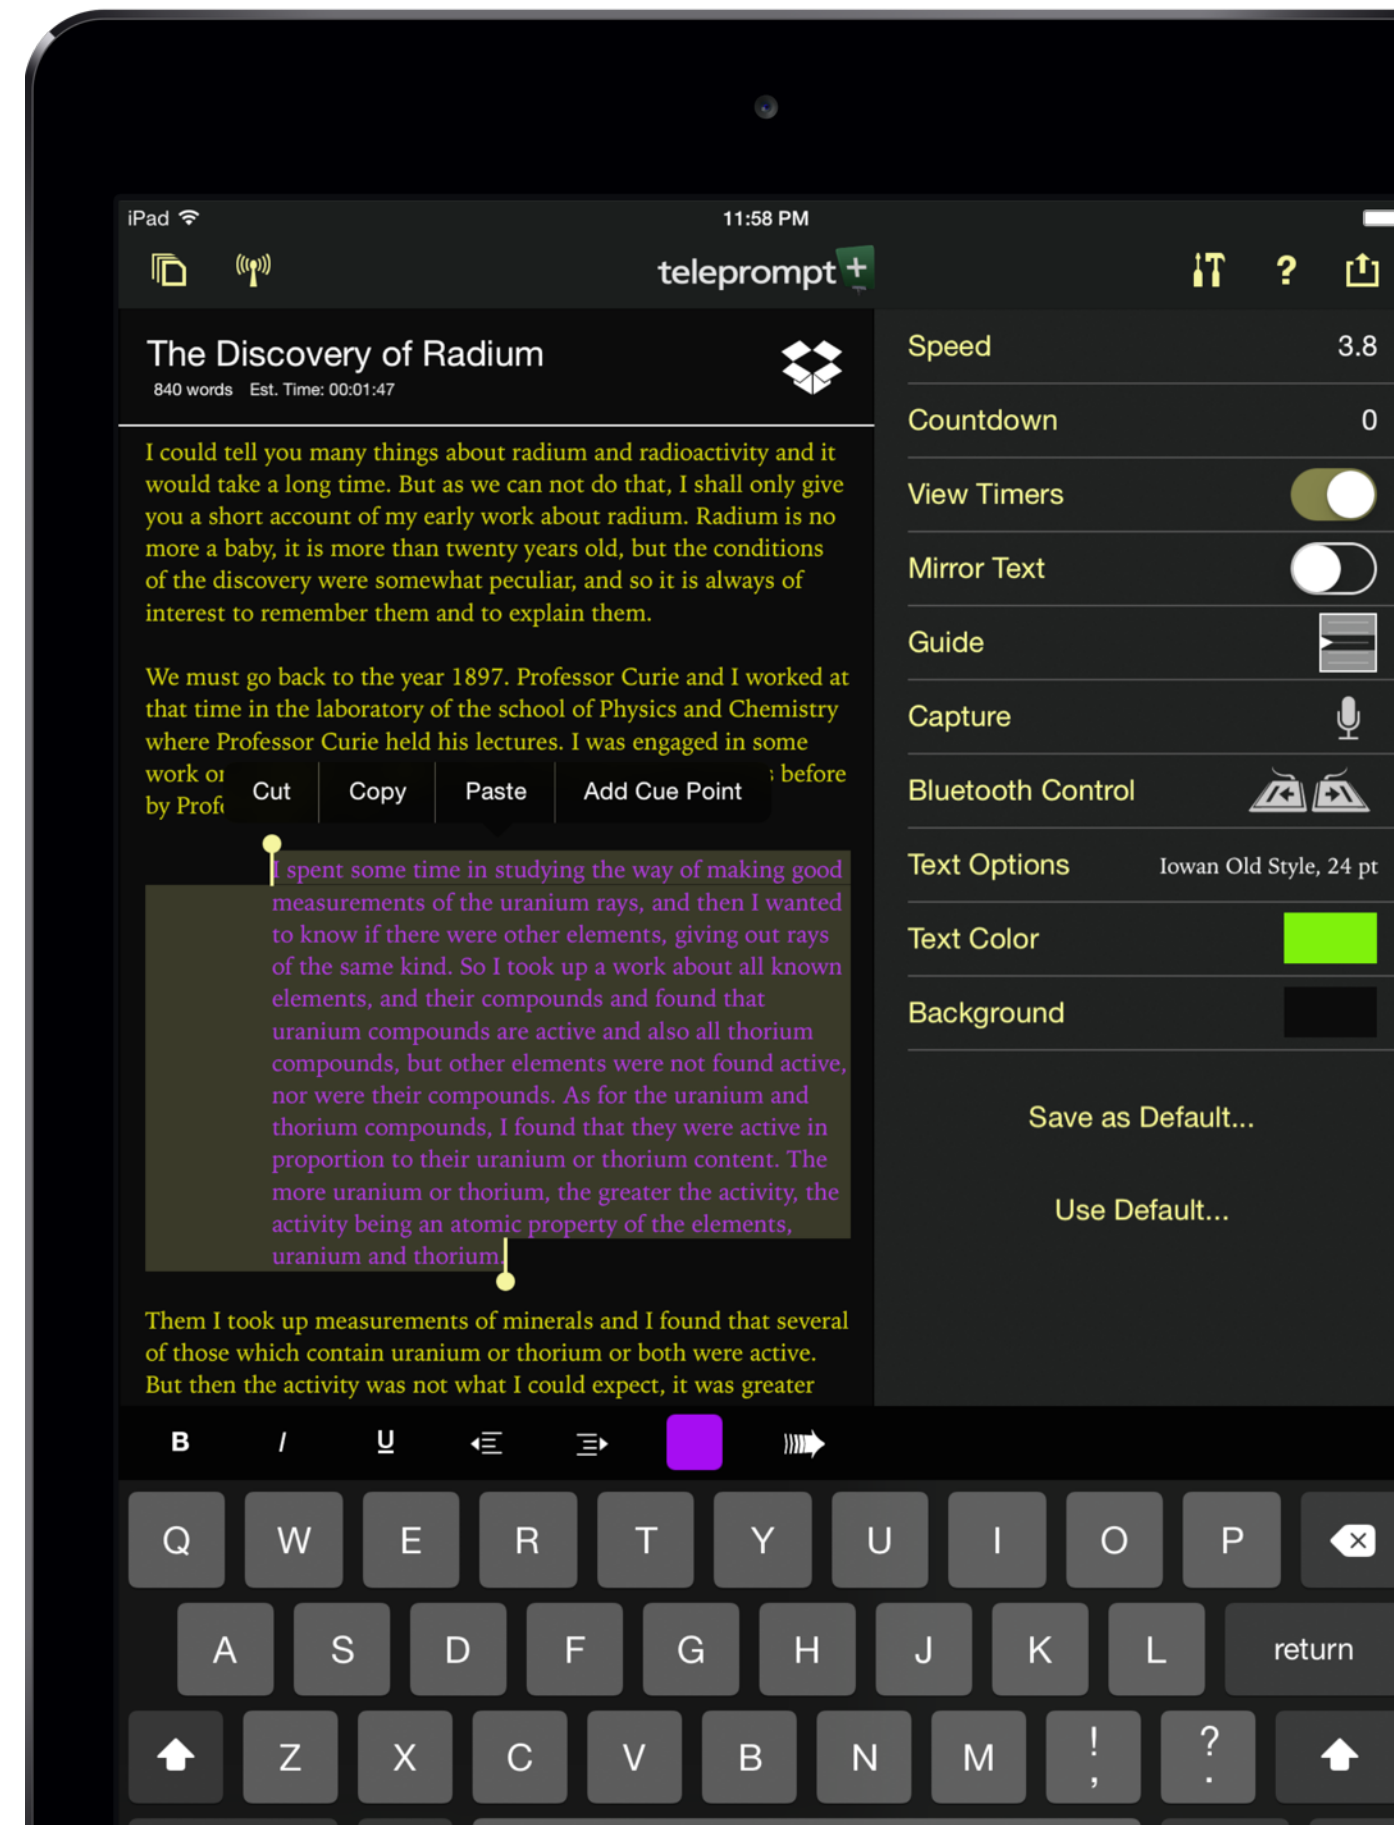 iPad
11:58 PM
teleprompt+
?
The Discovery of Radium
840 words Est. Time: 00:01:47
I could tell you many things about radium and radioactivity and it
would take a long time. But as we can not do that, I shall only give
you a short account of my early work about radium. Radium is no
more a baby, it is more than twenty years old, but the conditions
of the discovery were somewhat peculiar, and so it is always of
interest to remember them and to explain them.
We must go back to the year 1897. Professor Curie and I worked at
that time in the laboratory of the school of Physics and Chemistry
where Professor Curie held his lectures. I was engaged in some
work before
by
Cut Copy Paste Add Cue Point
I spent some time in studying the way of making good
measurements of the uranium rays, and then I wanted
to know if there were other elements, giving out rays
of the same kind. So I took up a work about all known
elements, and their compounds and found that
uranium compounds are active and also all thorium
compounds, but other elements were not found active,
nor were their compounds. As for the uranium and
thorium compounds, I found that they were active in
proportion to their uranium or thorium content. The
more uranium or thorium, the greater the activity, the
activity being an atomic property of the elements,
uranium and thorium.
Them I took up measurements of minerals and I found that several
of those which contain uranium or thorium or both were active.
But then the activity was not what I could expect, it was greater
Speed 3.8
Countdown 0
View Timers
Mirror Text
Guide
Capture
Bluetooth Control
Text Options Iowan Old Style, 24 pt
Text Color
Background
Save as Default...
Use Default...
B I U
Q W E R T Y U I O P
A S D F G H J K L return
Z X C V B N M ! , ? .